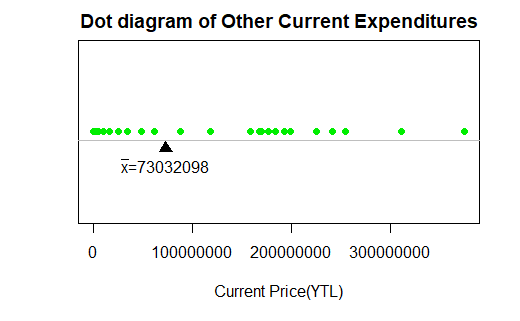 Dot diagram of Other Current Expenditures
x̅=73032098
0 100000000 200000000 300000000
Current Price(YTL)